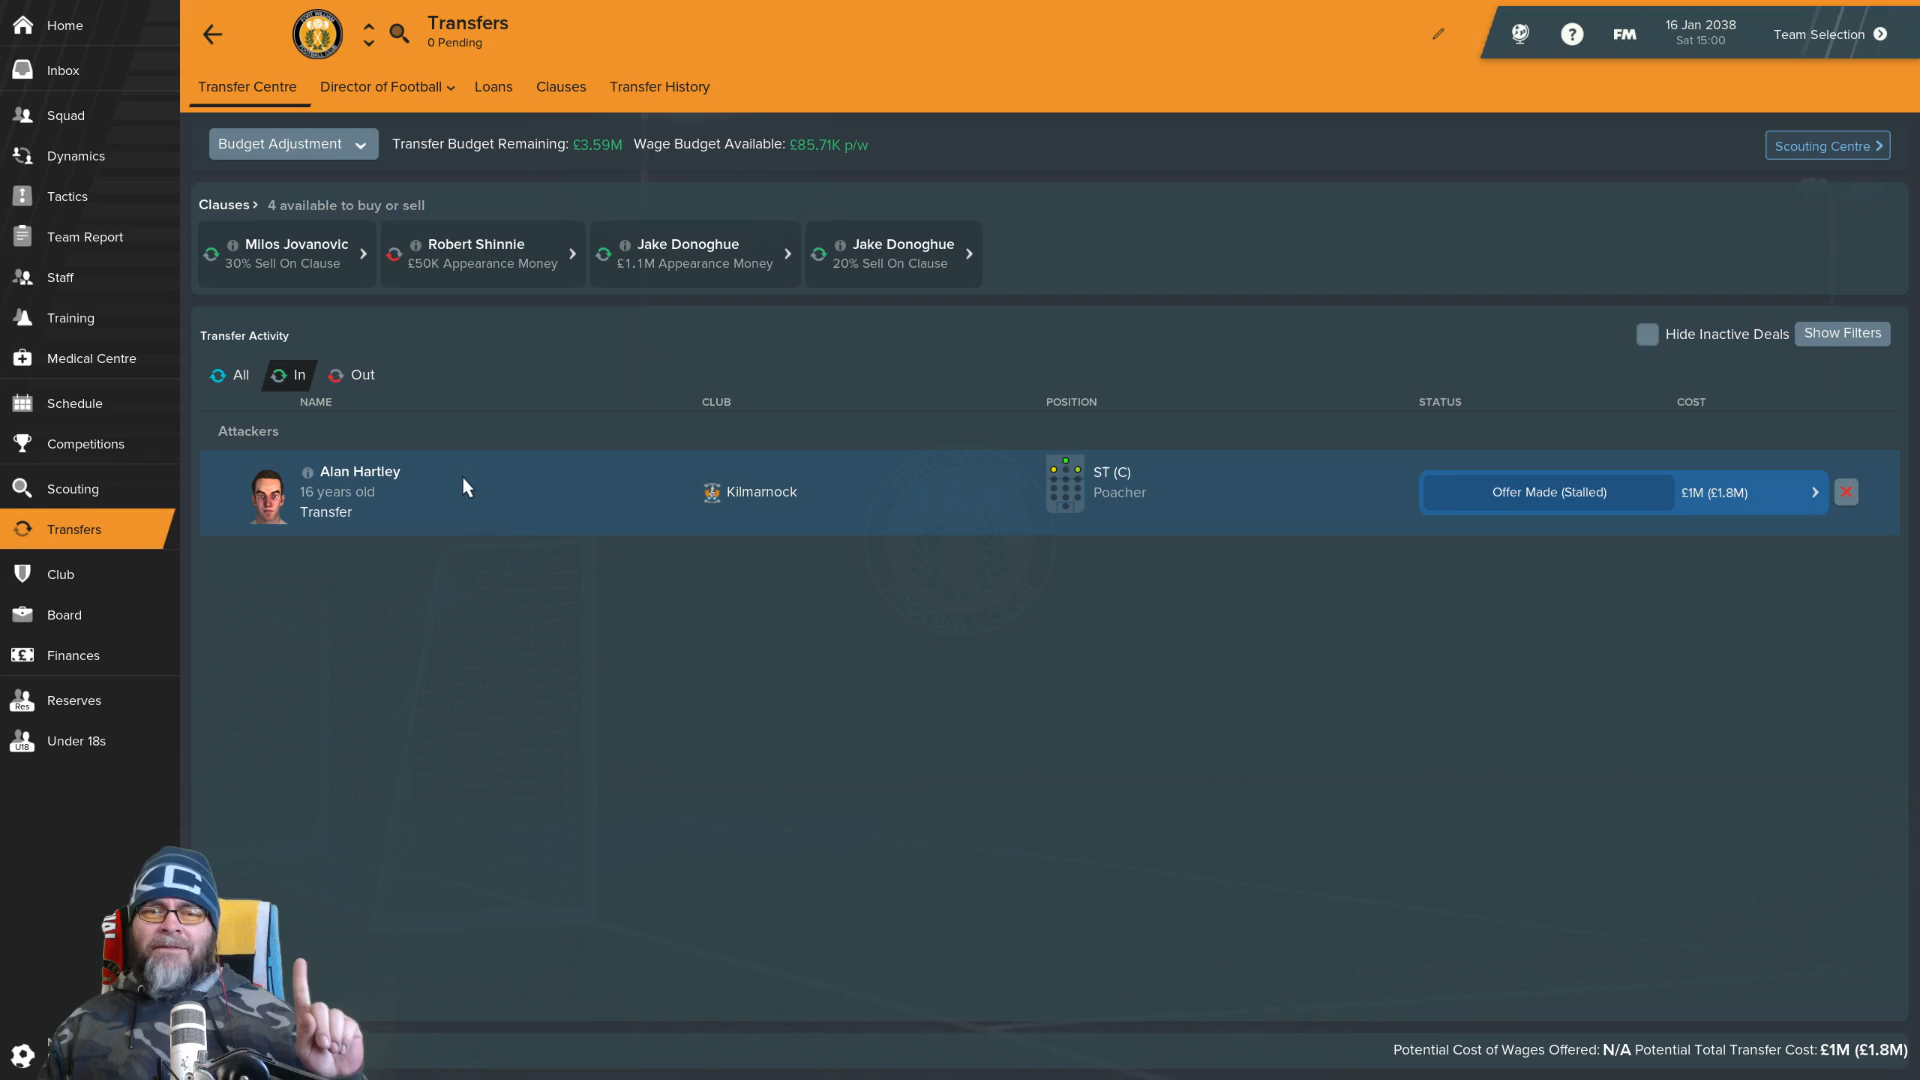 Home
Inbox
Squad
Dynamics
Tactics
Team Report
Staff
Training
Medical Centre
Schedule
Competitions
Scouting
Transfers
Club
Board
Finances
Res
Reserves
U18
Under 18s
Transfers
0 Pending
FM
16 Jan 2038
Sat 15:00
Team Selection
Transfer Centre
Director of Football
Loans
Clauses
Transfer History
Budget Adjustment
Transfer Budget Remaining: £3.59M Wage Budget Available: £85.71K p/w
Scouting Centre
Clauses
4 available to buy or sell
Milos Jovanovic
30% Sell On Clause
Robert Shinnie
£50K Appearance Money
Jake Donoghue
£1.1M Appearance Money
Jake Donoghue
20% Sell On Clause
Transfer Activity
Hide Inactive Deals
Show Filters
All
In
Out
NAME
CLUB
POSITION
STATUS
COST
Attackers
Alan Hartley
16 years old
Transfer
Kilmarnock
ST (C)
Poacher
Offer Made (Stalled)
£1M (£1.8M)
Potential Cost of Wages Offered: N/A Potential Total Transfer Cost: £1M (£1.8M)